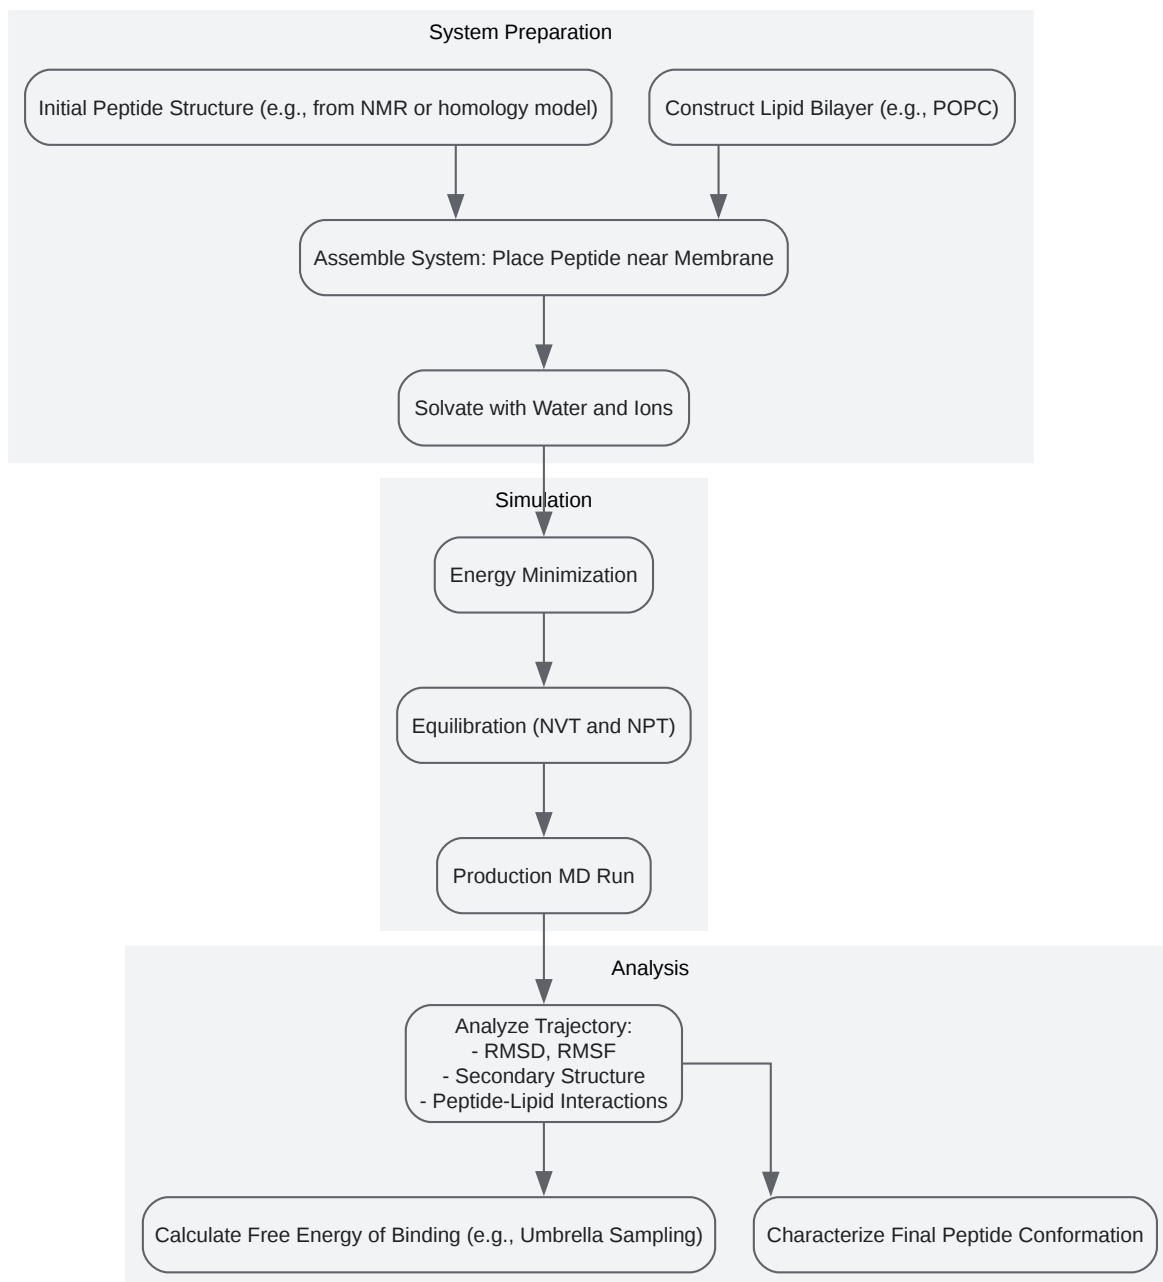 System Preparation
Initial Peptide Structure (e.g., from NMR or homology model)
Construct Lipid Bilayer (e.g., POPC)
Assemble System: Place Peptide near Membrane
Solvate with Water and Ions
Simulation
Energy Minimization
Equilibration (NVT and NPT)
Production MD Run
Analysis
Analyze Trajectory:
- RMSD, RMSF
- Secondary Structure
- Peptide-Lipid Interactions
Calculate Free Energy of Binding (e.g., Umbrella Sampling)
Characterize Final Peptide Conformation